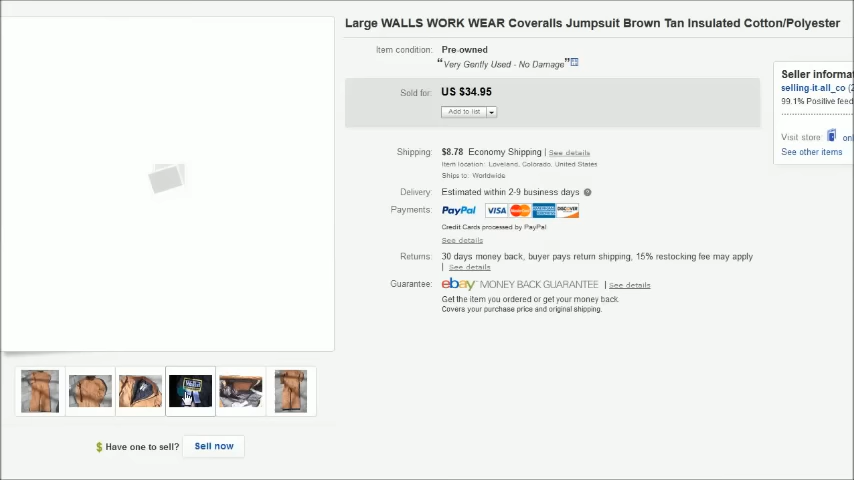 Large WALLS WORK WEAR Coveralls Jumpsuit Brown Tan Insulated Cotton/Polyester
Item condition: Pre-owned
“Very Gently Used - No Damage”
Sold for: US $34.95
Add to list
Shipping: $8.78 Economy Shipping | See details
Item location: Loveland, Colorado, United States
Ships to: Worldwide
Delivery: Estimated within 2-9 business days
Payments: PayPal VISA MasterCard DISCOVER
Credit Cards processed by PayPal
See details
Returns: 30 days money back, buyer pays return shipping, 15% restocking fee may apply
| See details
Guarantee: ebay MONEY BACK GUARANTEE | See details
Get the item you ordered or get your money back.
Covers your purchase price and original shipping.
Seller informa
selling-it-all_co (2
99.1% Positive feed
Visit store: onl
See other items
$ Have one to sell? Sell now